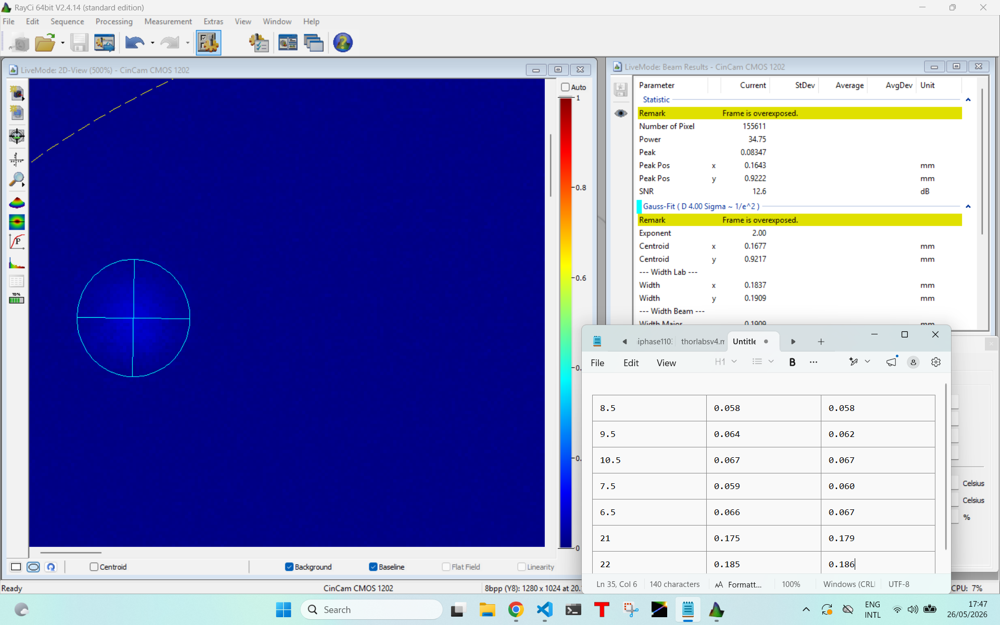 RayCi 64bit V2.4.14 (standard edition)
File Edit Sequence Processing Measurement Extras View Window Help
LiveMode: 2D-View (500%) - CinCam CMOS 1202
Auto
1
0.8
0.6
0
TD%
Centroid Background Baseline Flat Field Linearity
LiveMode: Beam Results - CinCam CMOS 1202
Parameter Current StDev Average AvgDev Unit
Statistic
Remark Frame is overexposed.
Number of Pixel 155611
Power 34.75
Peak 0.08347
Peak Pos x 0.1643 mm
Peak Pos y 0.9222 mm
SNR 12.6 dB
Gauss-Fit ( D 4.00 Sigma ~ 1/e^2 )
Remark Frame is overexposed.
Exponent 2.00
Centroid x 0.1677 mm
Centroid y 0.9217 mm
--- Width Lab ---
Width x 0.1837 mm
Width y 0.1909 mm
--- Width Beam ---
Width Major 0.1909 mm
iphase110 thorlabsv4.m Untitle
File Edit View H1 B
8.5 0.058 0.058
9.5 0.064 0.062
10.5 0.067 0.067
7.5 0.059 0.060
6.5 0.066 0.067
21 0.175 0.179
22 0.185 0.186
Ln 35, Col 6 140 characters Formatt... 100% Windows (CRL UTF-8
Celsius
Celsius
%
Ready CinCam CMOS 1202 8bpp (Y8): 1280 x 1024 at 20. CPU: 7%
Search
ENG
INTL
17:47
26/05/2026